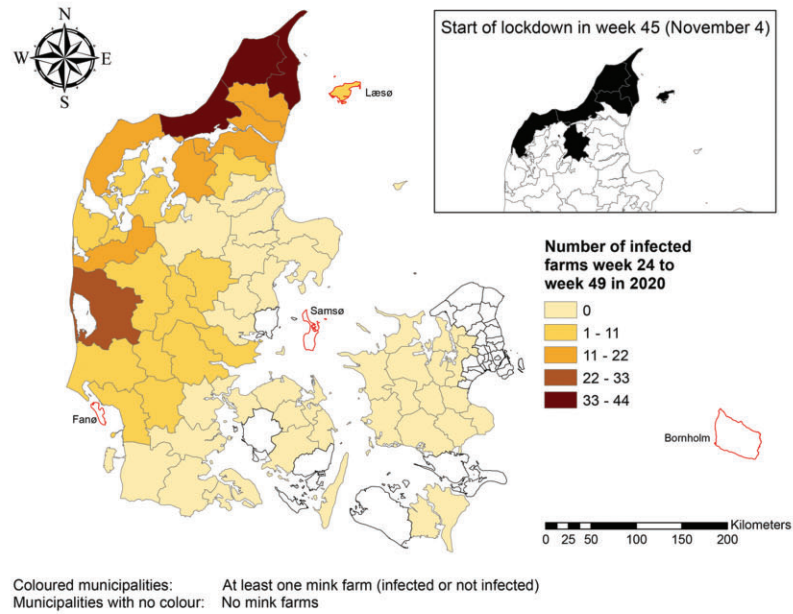 N
W E
S
Start of lockdown in week 45 (November 4)
Læsø
Number of infected
farms week 24 to
week 49 in 2020
0
1 - 11
11 - 22
22 - 33
33 - 44
Samsø
Fanø
Bornholm
Kilometers
0 25 50 100 150 200
Coloured municipalities: At least one mink farm (infected or not infected)
Municipalities with no colour: No mink farms